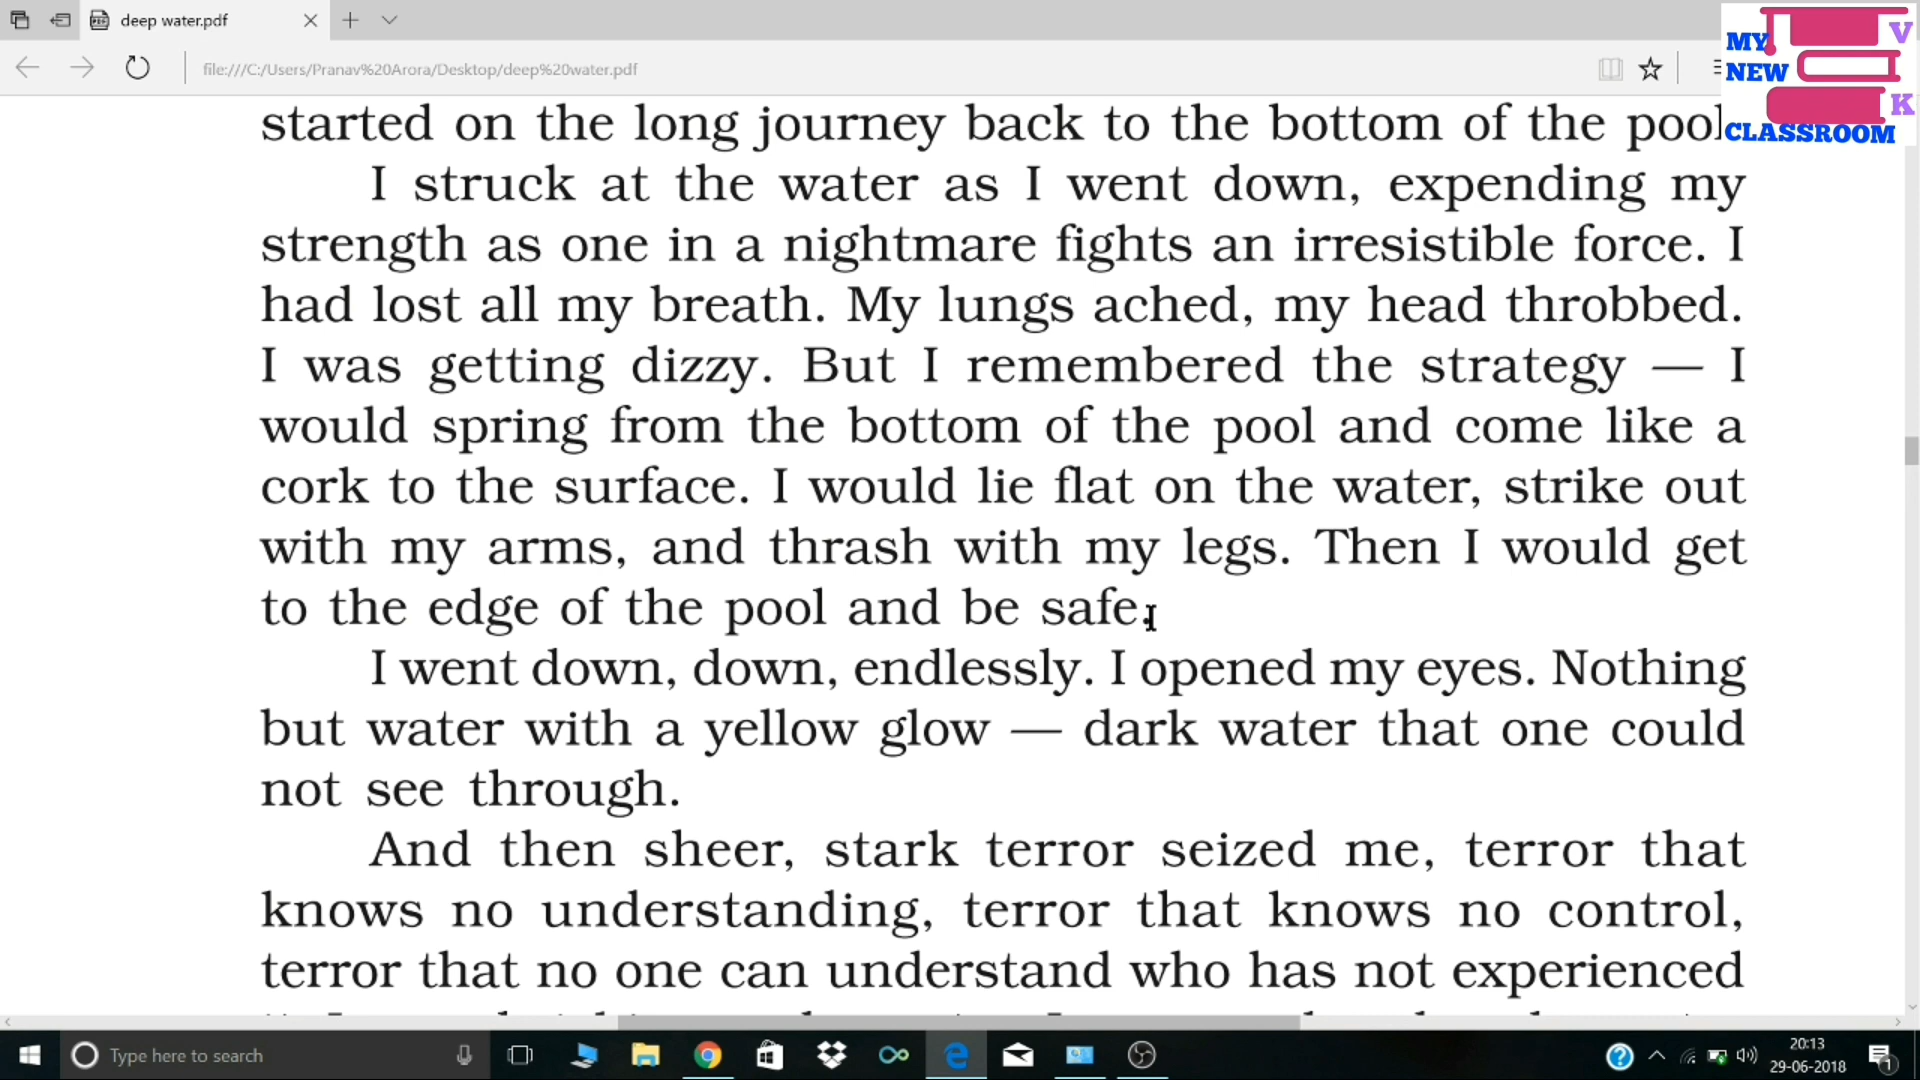 deep water.pdf
file:///C:/Users/Pranav%20Arora/Desktop/deep%20water.pdf
MY
NEW
CLASSROOM
V
K
started on the long journey back to the bottom of the pool
I struck at the water as I went down, expending my
strength as one in a nightmare fights an irresistible force. I
had lost all my breath. My lungs ached, my head throbbed.
I was getting dizzy. But I remembered the strategy — I
would spring from the bottom of the pool and come like a
cork to the surface. I would lie flat on the water, strike out
with my arms, and thrash with my legs. Then I would get
to the edge of the pool and be safe.
I went down, down, endlessly. I opened my eyes. Nothing
but water with a yellow glow — dark water that one could
not see through.
And then sheer, stark terror seized me, terror that
knows no understanding, terror that knows no control,
terror that no one can understand who has not experienced
Type here to search
20:13
29-06-2018
1